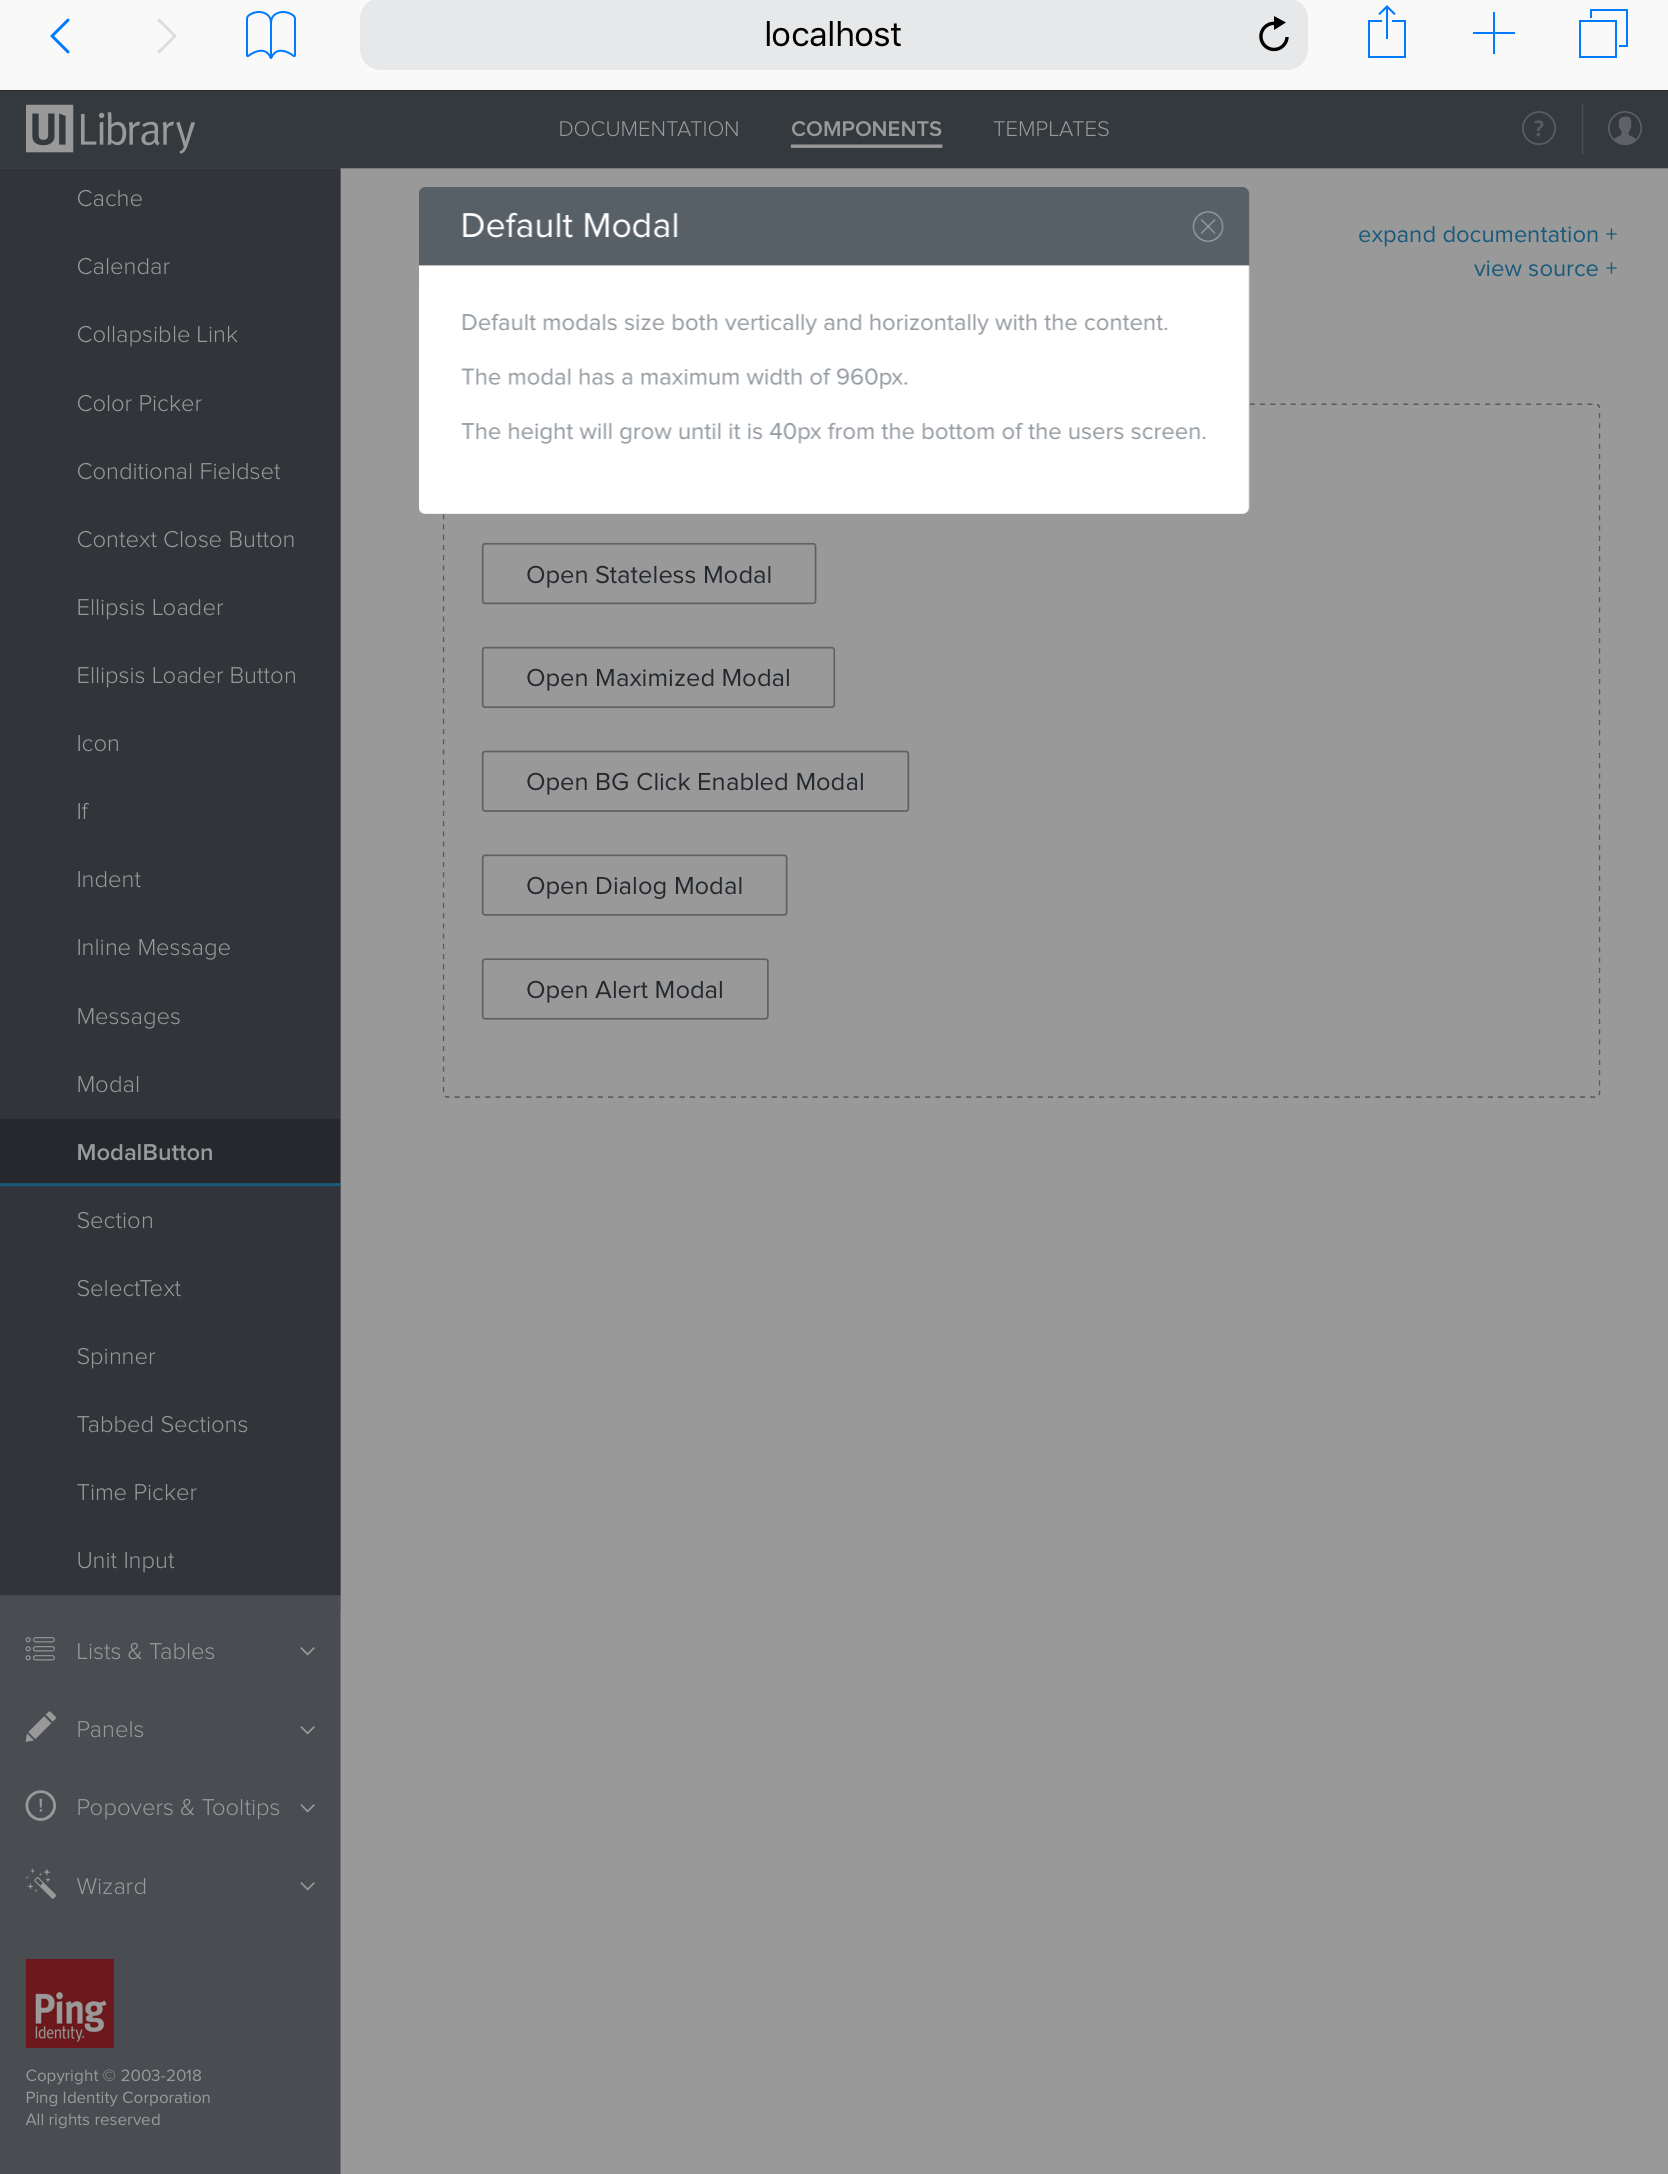 localhost
UI Library
DOCUMENTATION
COMPONENTS
TEMPLATES
?
Cache
Calendar
Collapsible Link
Color Picker
Conditional Fieldset
Context Close Button
Ellipsis Loader
Ellipsis Loader Button
Icon
If
Indent
Inline Message
Messages
Modal
ModalButton
Section
SelectText
Spinner
Tabbed Sections
Time Picker
Unit Input
Lists & Tables
Panels
Popovers & Tooltips
Wizard
Ping
Identity.
Copyright © 2003-2018
Ping Identity Corporation
All rights reserved
Default Modal
Default modals size both vertically and horizontally with the content.
The modal has a maximum width of 960px.
The height will grow until it is 40px from the bottom of the users screen.
expand documentation +
view source +
Open Stateless Modal
Open Maximized Modal
Open BG Click Enabled Modal
Open Dialog Modal
Open Alert Modal